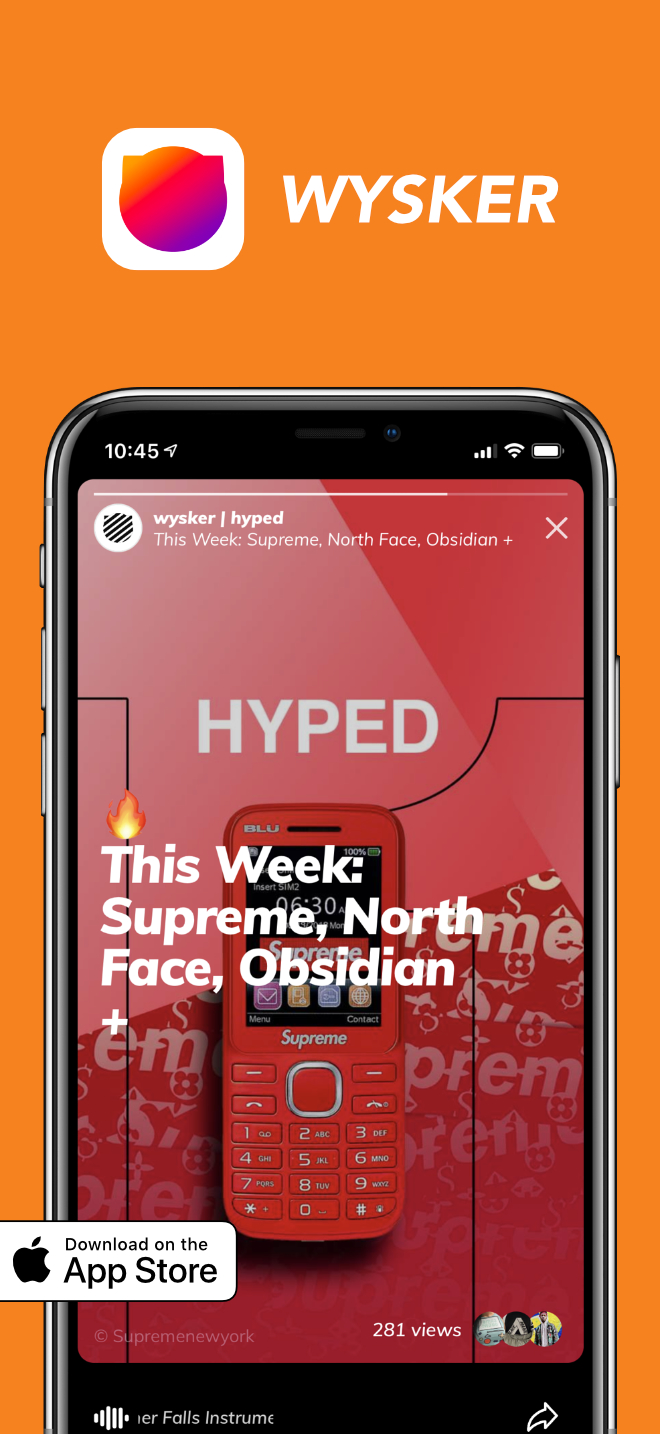 WYSKER
10:45
wysker | hyped
This Week: Supreme, North Face, Obsidian +
HYPED
BLU
100%
This Week:
Insert SIM2
06:30
Supreme, North
Supreme
Face, Obsidian
+
Menu Contact
Supreme
1
2 ABC
3 DEF
4 GHI
5 JKL
6 MNO
7 PQRS
8 TUV
9 WXYZ
* +
0
#
Download on the
App Store
© Supremenewyork
281 views
er Falls Instrume